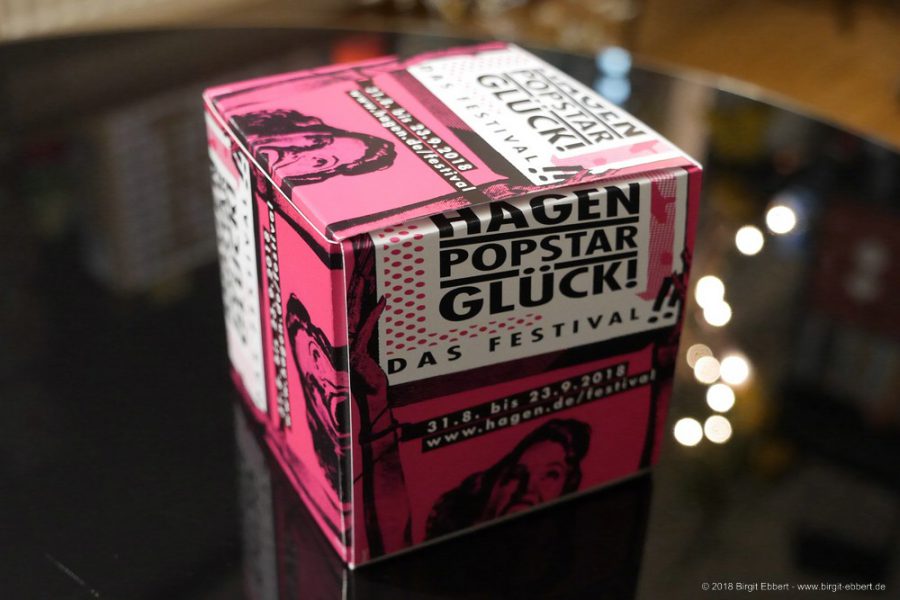 HAGEN
POPSTAR
GLÜCK!
DAS FESTIVAL!!
31.8. bis 23.9.2018
www.hagen.de/festival
HAGEN
POPSTAR
GLÜCK!
DAS FESTIVAL!!
31.8. bis 23.9.2018
www.hagen.de/festival
© 2018 Birgit Ebbert - www.birgit-ebbert.de